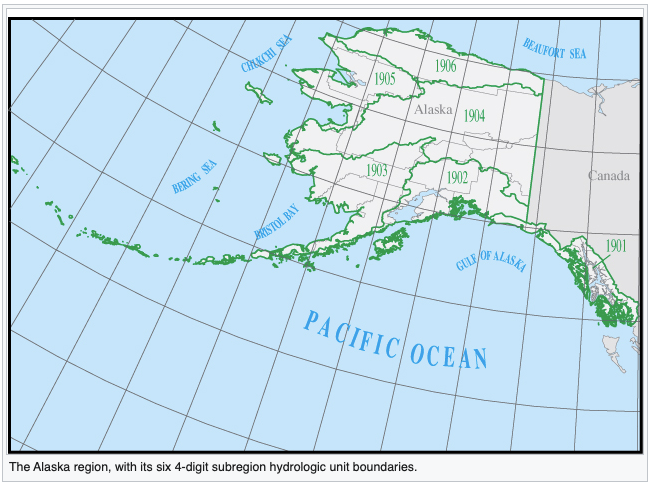 CHUKCHI SEA
BEAUFORT SEA
1906
1905
Alaska
1904
Canada
BERING SEA
1903
1902
BRISTOL BAY
1901
GULF OF ALASKA
PACIFIC OCEAN
The Alaska region, with its six 4-digit subregion hydrologic unit boundaries.